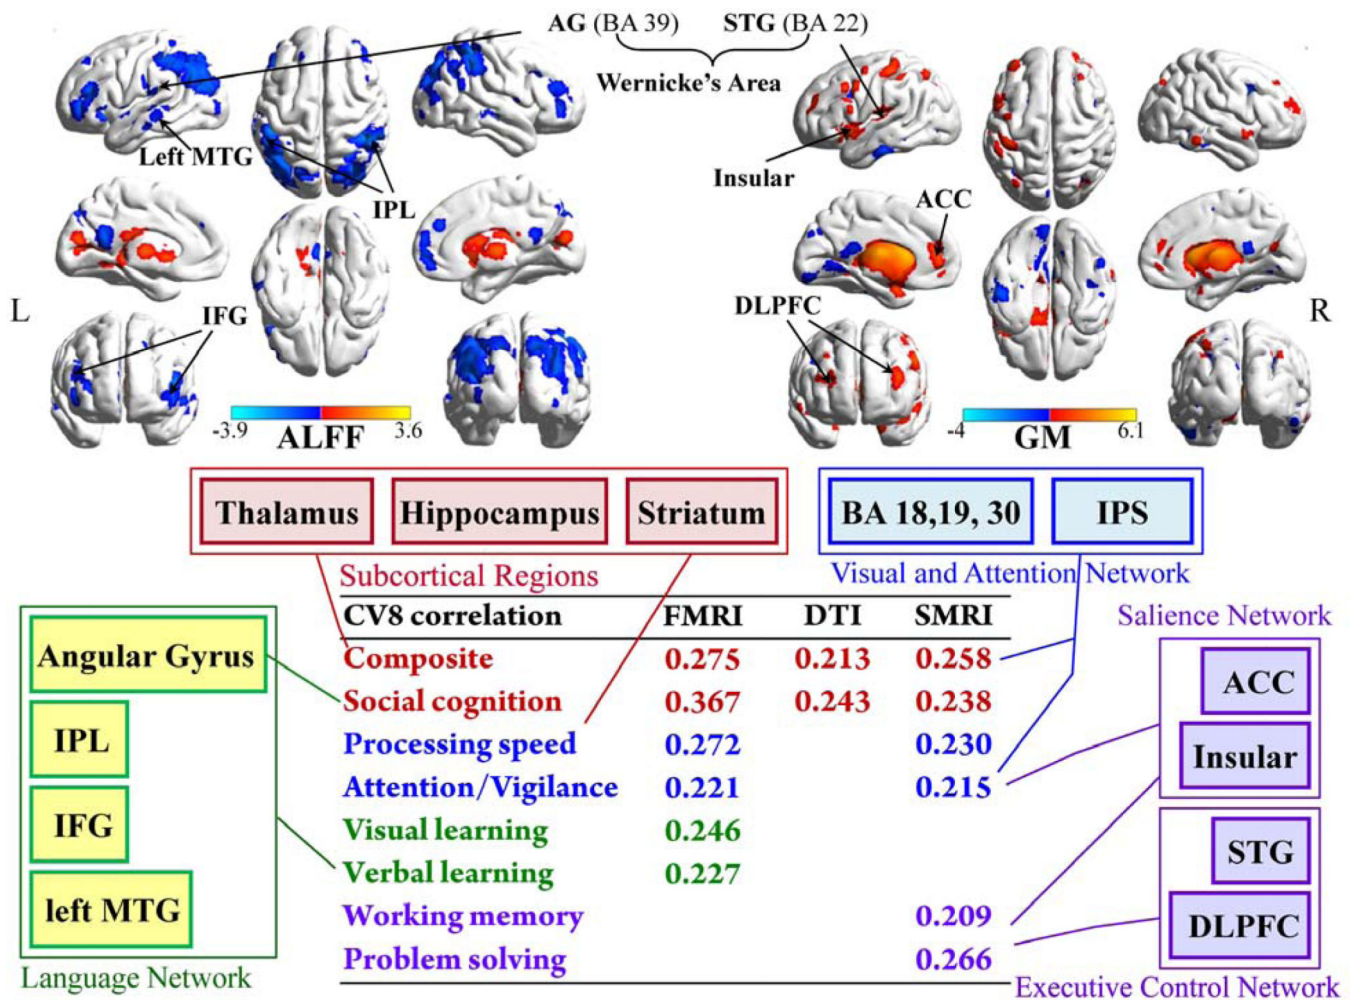 AG (BA 39) STG (BA 22)
Wernicke's Area
Left MTG
IPL
Insular
ACC
L
IFG
DLPFC
R
-3.9 ALFF 3.6
-4 GM 6.1
Thalamus Hippocampus Striatum
BA 18,19, 30 IPS
Subcortical Regions
Visual and Attention Network
CV8 correlation FMRI DTI SMRI
Composite 0.275 0.213 0.258
Social cognition 0.367 0.243 0.238
Processing speed 0.272 0.230
Attention/Vigilance 0.221 0.215
Visual learning 0.246
Verbal learning 0.227
Working memory 0.209
Problem solving 0.266
Angular Gyrus
IPL
IFG
left MTG
Language Network
Salience Network
ACC
Insular
STG
DLPFC
Executive Control Network